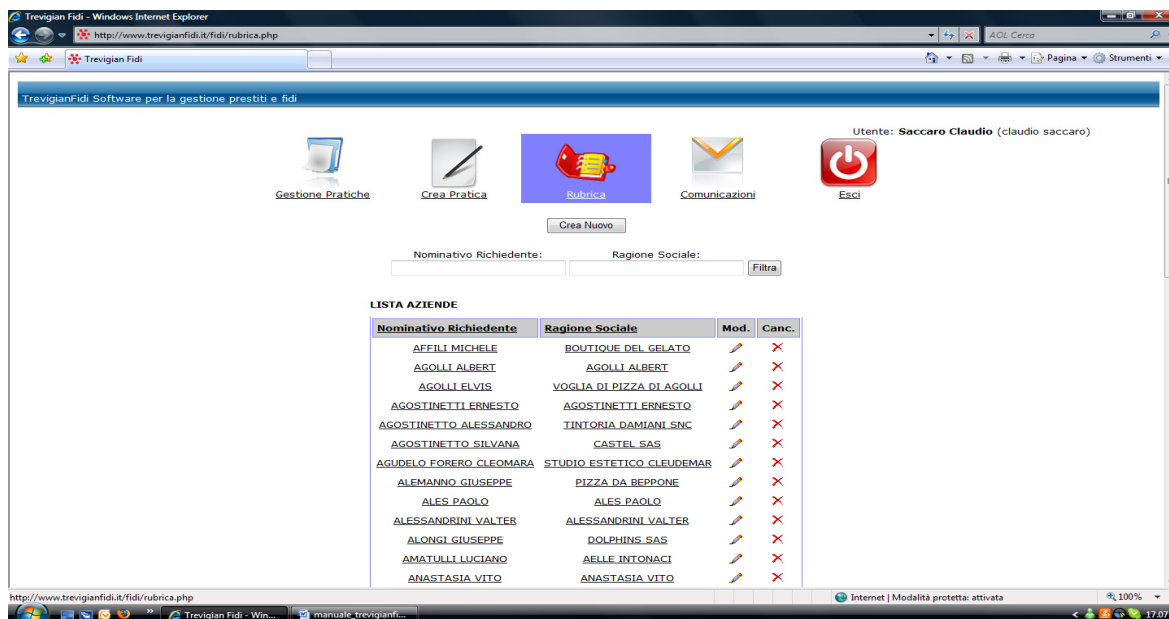 Trevigian Fidi - Windows Internet Explorer
http://www.trevigianfidi.it/fidi/rubrica.php
AOL Cerca
Trevigian Fidi
Pagina
Strumenti
TrevigianFidi Software per la gestione prestiti e fidi
Utente: Saccaro Claudio (claudio saccaro)
Gestione Pratiche Crea Pratica Rubrica Comunicazioni Esci
Crea Nuovo
Nominativo Richiedente: Ragione Sociale:
Filtra
LISTA AZIENDE
Nominativo Richiedente Ragione Sociale Mod. Canc.
AFFILI MICHELE BOUTIQUE DEL GELATO
AGOLLI ALBERT AGOLLI ALBERT
AGOLLI ELVIS VOGLIA DI PIZZA DI AGOLLI
AGOSTINETTI ERNESTO AGOSTINETTI ERNESTO
AGOSTINETTO ALESSANDRO TINTORIA DAMIANI SNC
AGOSTINETTO SILVANA CASTEL SAS
AGUDELO FORERO CLEOMARA STUDIO ESTETICO CLEUDEMAR
ALEMANNO GIUSEPPE PIZZA DA BEPPONE
ALES PAOLO ALES PAOLO
ALESSANDRINI VALTER ALESSANDRINI VALTER
ALONGI GIUSEPPE DOLPHINS SAS
AMATULLI LUCIANO AELLE INTONACI
ANASTASIA VITO ANASTASIA VITO
http://www.trevigianfidi.it/fidi/rubrica.php Internet | Modalità protetta: attivata 100%
Trevigian Fidi - Win... manuale_trevigianfi... 17.07